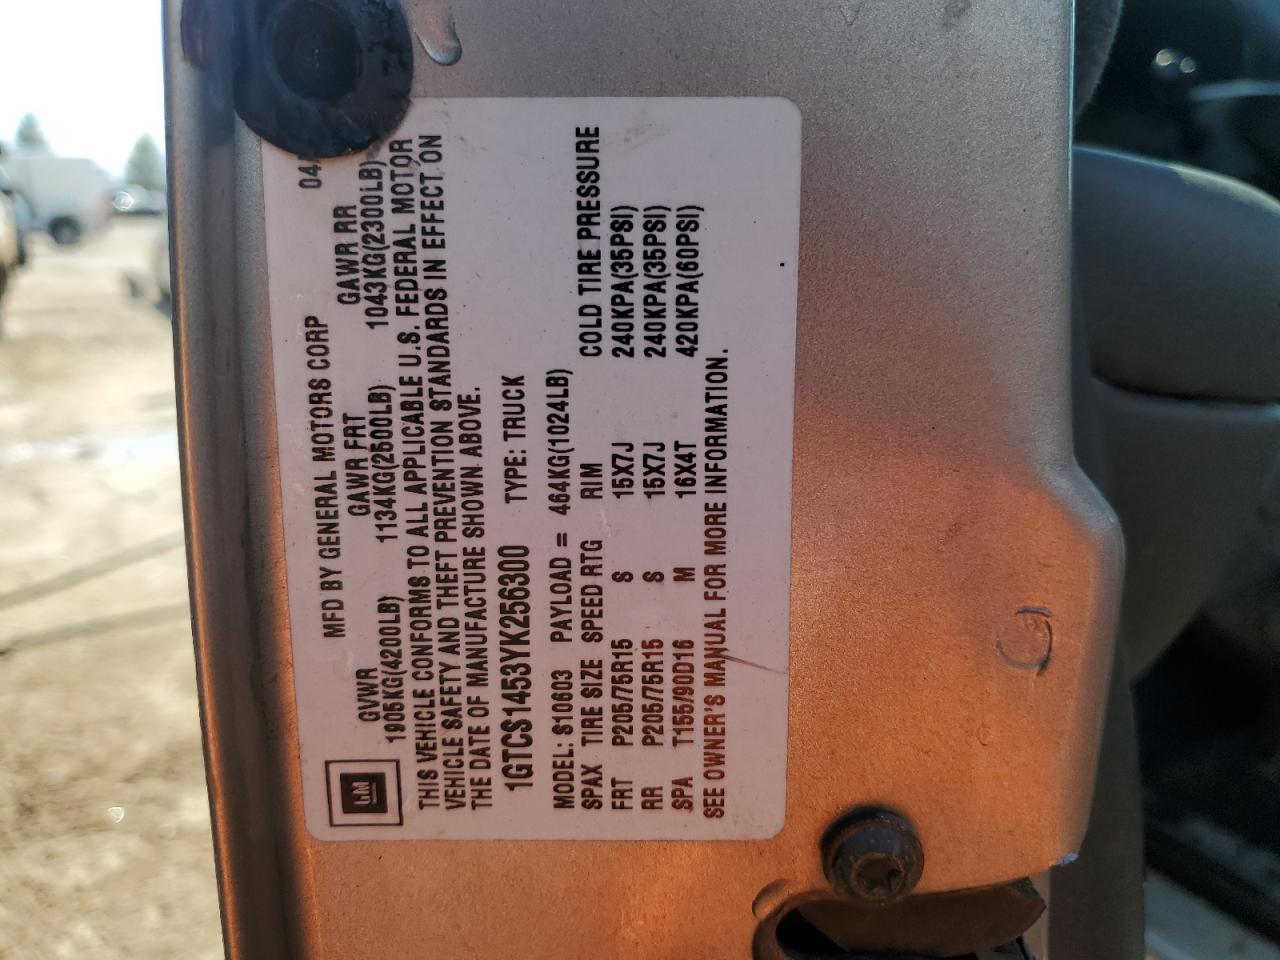 MFD BY GENERAL MOTORS CORP 04/
GVWR GAWR FRT GAWR RR
1905KG(4200LB) 1134KG(2500LB) 1043KG(2300LB)
THIS VEHICLE CONFORMS TO ALL APPLICABLE U.S. FEDERAL MOTOR
VEHICLE SAFETY AND THEFT PREVENTION STANDARDS IN EFFECT ON
THE DATE OF MANUFACTURE SHOWN ABOVE.
1GTCS1453YK256300 TYPE: TRUCK
MODEL: S10603 PAYLOAD = 464KG(1024LB)
SPAX TIRE SIZE SPEED RTG RIM COLD TIRE PRESSURE
FRT P205/75R15 S 15X7J 240KPA(35PSI)
RR P205/75R15 S 15X7J 240KPA(35PSI)
SPA T155/90D16 M 16X4T 420KPA(60PSI)
SEE OWNER'S MANUAL FOR MORE INFORMATION.
GM